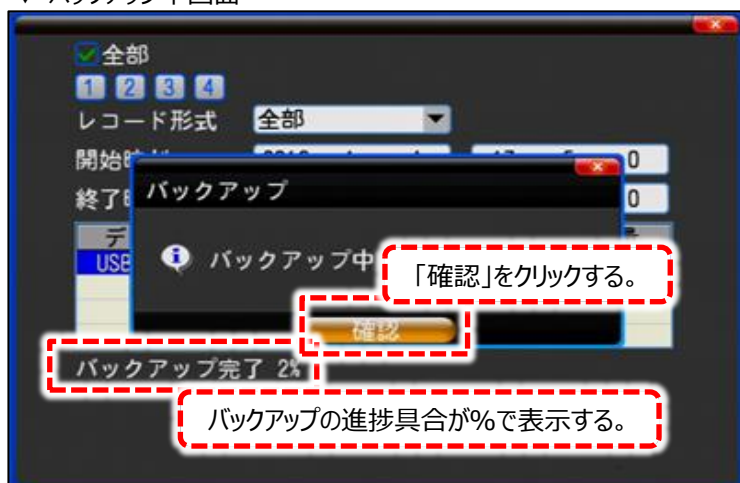 全部
1 2 3 4
レコード形式 全部
開始時 0
バックアップ
終了 0
デ
USB
バックアップ中
「確認」をクリックする。
確認
バックアップ完了 2%
バックアップの進捗具合が%で表示する。